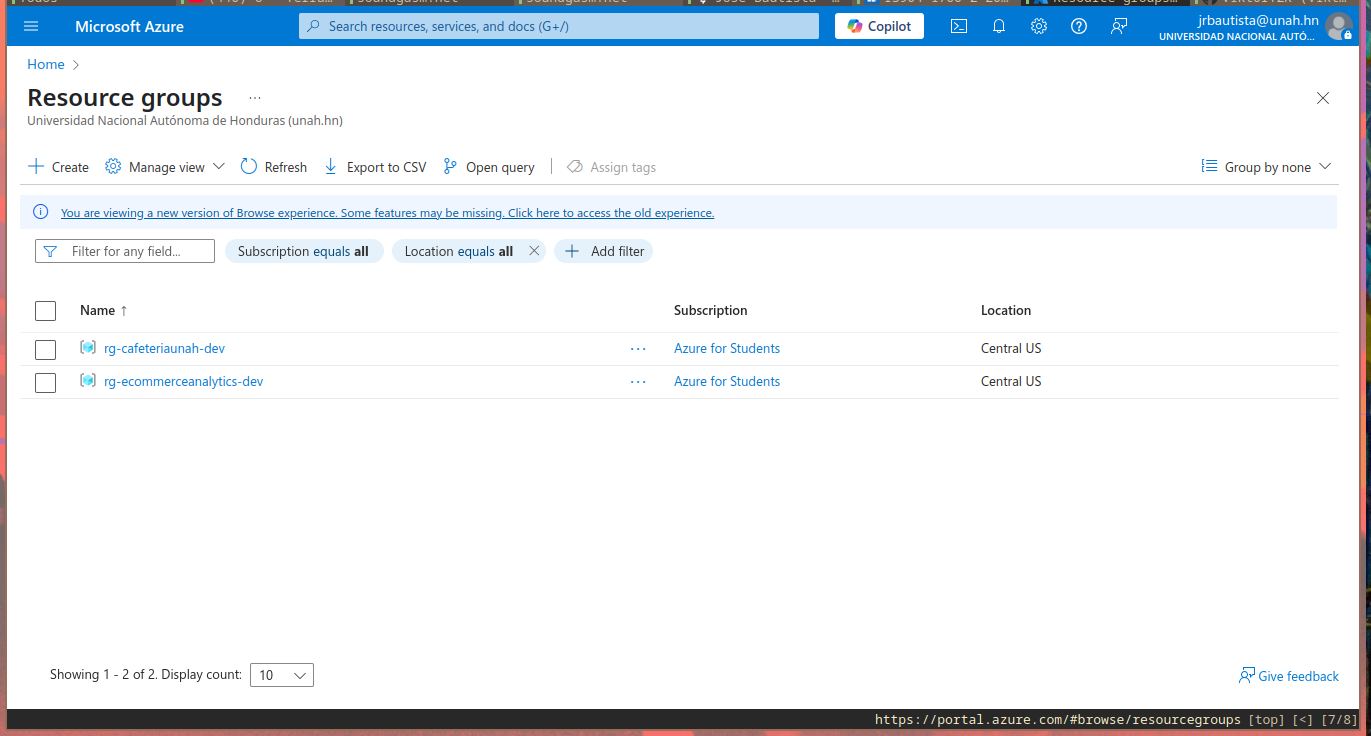 Microsoft Azure
Search resources, services, and docs (G+/)
Copilot
jrbautista@unah.hn
UNIVERSIDAD NACIONAL AUTÓ...
Home
Resource groups ...
Universidad Nacional Autónoma de Honduras (unah.hn)
Create Manage view Refresh Export to CSV Open query Assign tags Group by none
You are viewing a new version of Browse experience. Some features may be missing. Click here to access the old experience.
Filter for any field... Subscription equals all Location equals all Add filter
Name ↑ Subscription Location
rg-cafeteriaunah-dev ... Azure for Students Central US
rg-ecommerceanalytics-dev ... Azure for Students Central US
Showing 1 - 2 of 2. Display count: 10
Give feedback
https://portal.azure.com/#browse/resourcegroups [top] [<] [7/8]